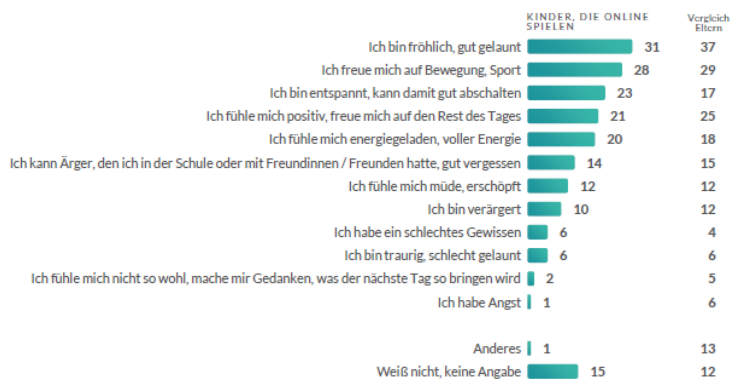 KINDER, DIE ONLINE SPIELEN Vergleich Eltern
Ich bin fröhlich, gut gelaunt 31 37
Ich freue mich auf Bewegung, Sport 28 29
Ich bin entspannt, kann damit gut abschalten 23 17
Ich fühle mich positiv, freue mich auf den Rest des Tages 21 25
Ich fühle mich energiegeladen, voller Energie 20 18
Ich kann Ärger, den ich in der Schule oder mit Freundinnen / Freunden hatte, gut vergessen 14 15
Ich fühle mich müde, erschöpft 12 12
Ich bin verärgert 10 12
Ich habe ein schlechtes Gewissen 6 4
Ich bin traurig, schlecht gelaunt 6 6
Ich fühle mich nicht so wohl, mache mir Gedanken, was der nächste Tag so bringen wird 2 5
Ich habe Angst 1 6
Anderes 1 13
Weiß nicht, keine Angabe 15 12